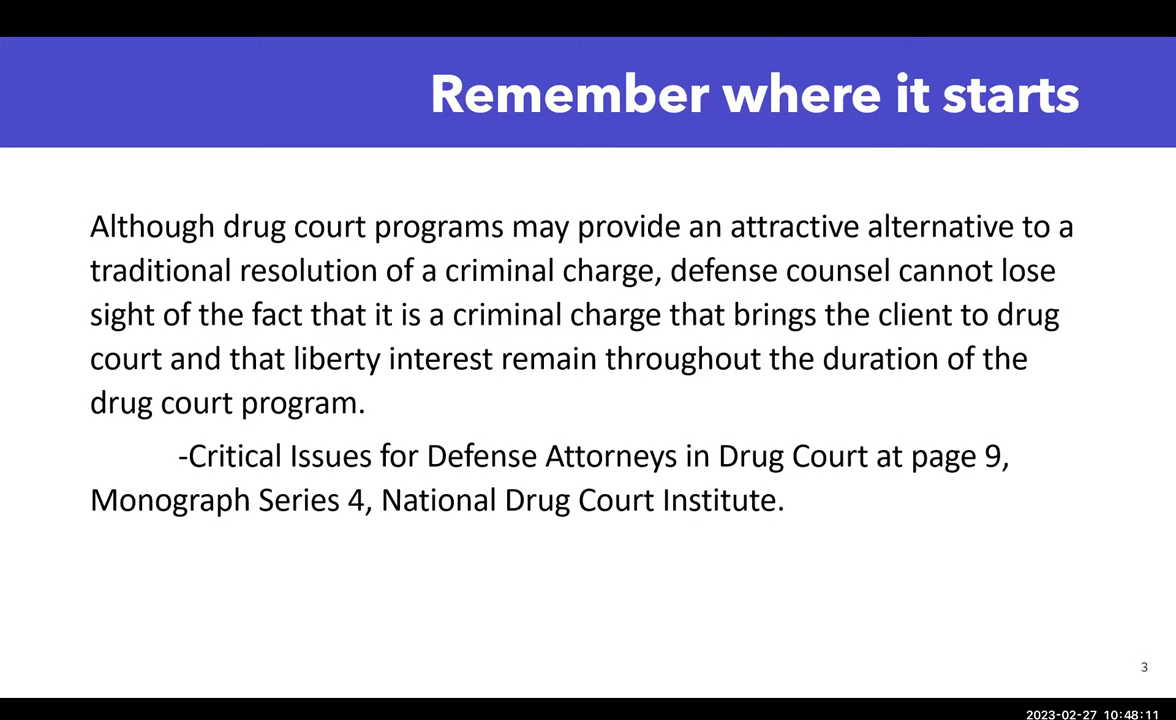 Remember where it starts
Although drug court programs may provide an attractive alternative to a
traditional resolution of a criminal charge, defense counsel cannot lose
sight of the fact that it is a criminal charge that brings the client to drug
court and that liberty interest remain throughout the duration of the
drug court program.
-Critical Issues for Defense Attorneys in Drug Court at page 9,
Monograph Series 4, National Drug Court Institute.
3
2023-02-27 10:48:11